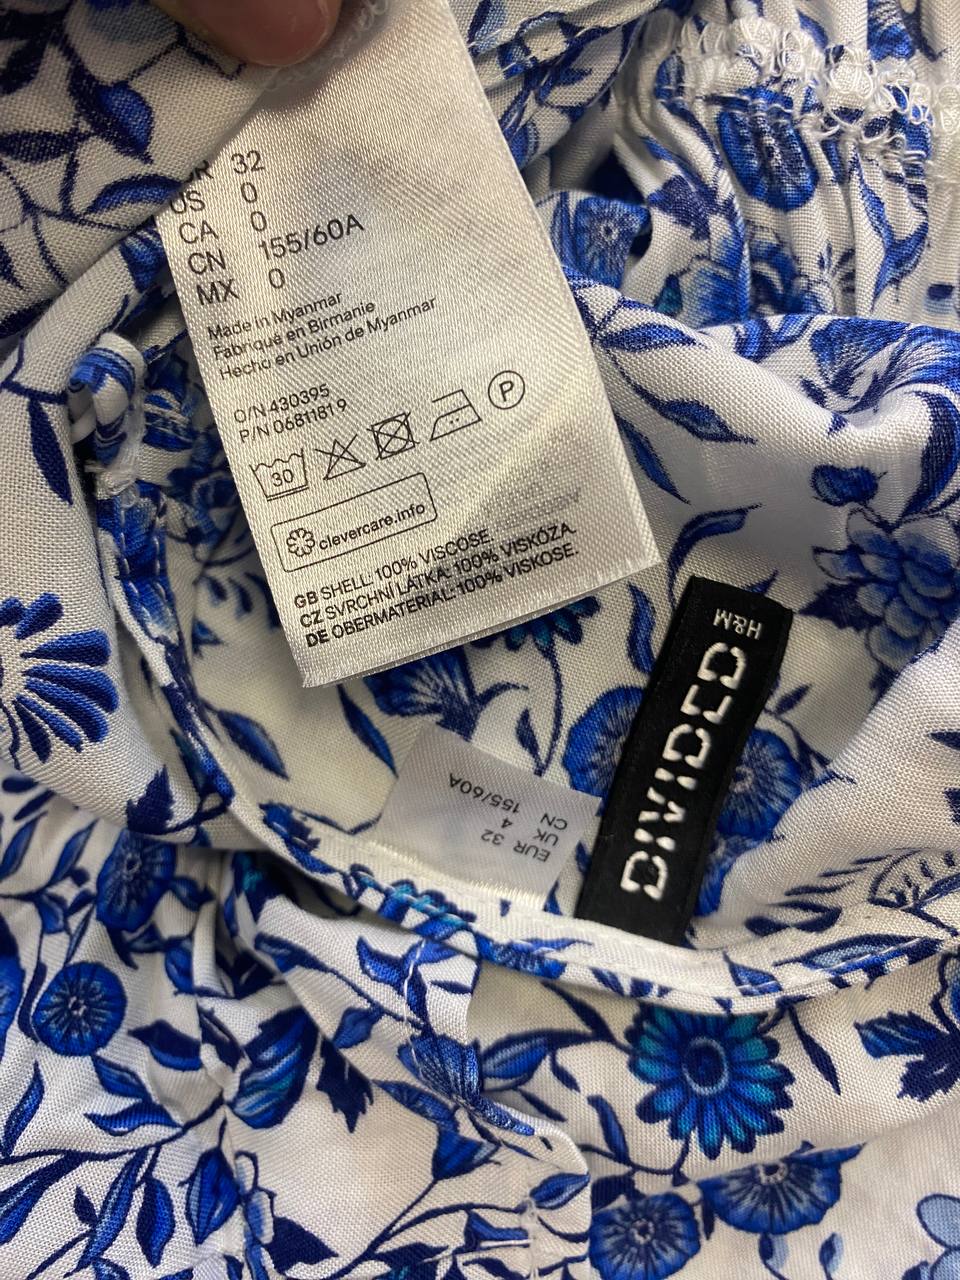 32
US 0
CA 0
CN 155/60A
MX 0
Made in Myanmar
Fabriqué en Birmanie
Hecho en Unión de Myanmar
O/N 430395
P/N 0681181 9
30
P
clevercare.info
GB SHELL: 100% VISCOSE.
CZ SVRCHNÍ LÁTKA: 100% VISKÓZA.
DE OBERMATERIAL: 100% VISKOSE.
H&M
DIVIDED
EUR 32
UK 4
CN 155/60A